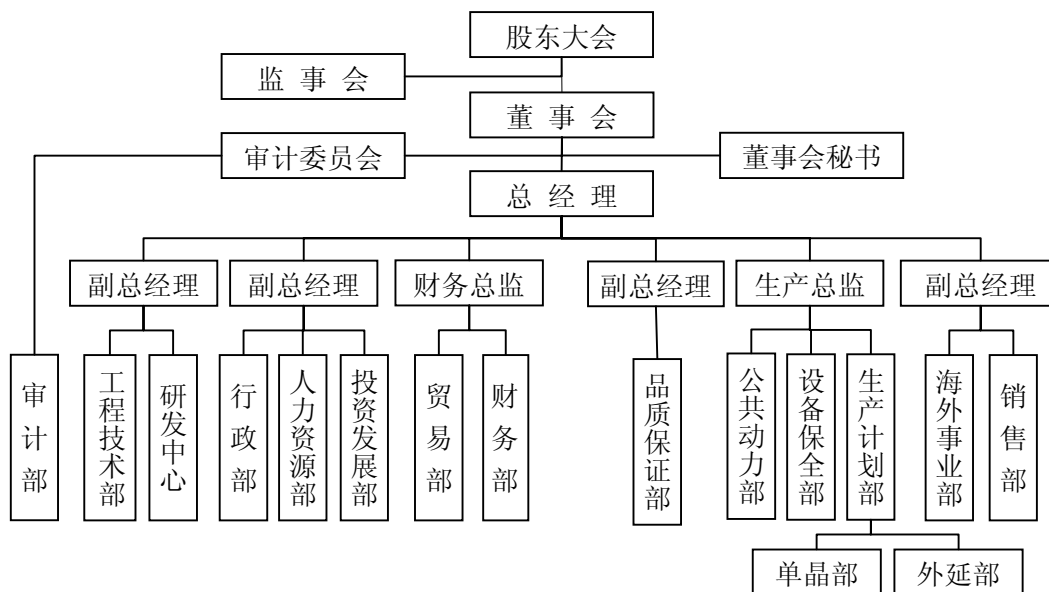 股东大会
监 事 会
董 事 会
审计委员会
董事会秘书
总 经 理
副总经理
副总经理
财务总监
副总经理
生产总监
副总经理
审计部
工程技术部
研发中心
行政部
人力资源部
投资发展部
贸易部
财务部
品质保证部
公共动力部
设备保全部
生产计划部
海外事业部
销售部
单晶部
外延部